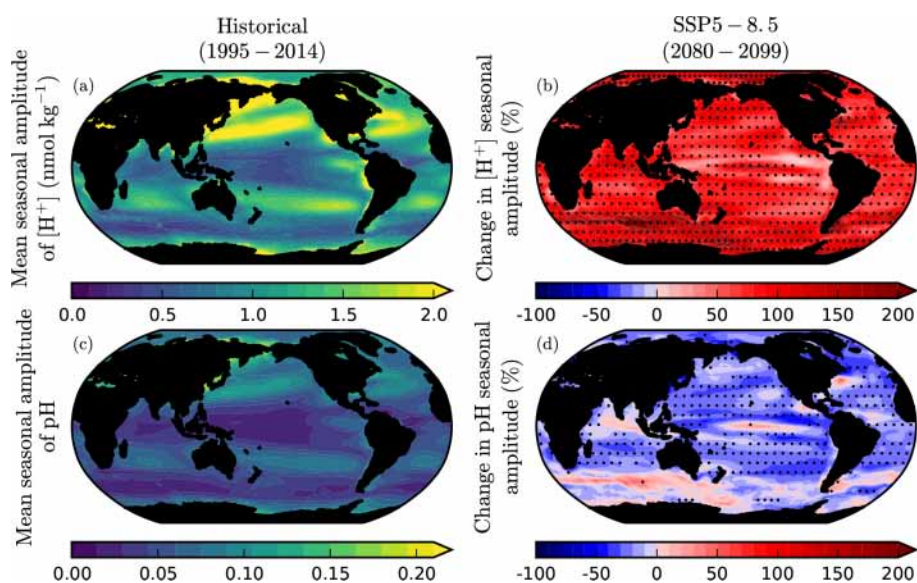 Historical
(1995 − 2014)
SSP5 − 8.5
(2080 − 2099)
Mean seasonal amplitude
of [H⁺] (nmol kg⁻¹)
(a)
0.0 0.5 1.0 1.5 2.0
Change in [H⁺] seasonal
amplitude (%)
(b)
-100 -50 0 50 100 150 200
Mean seasonal amplitude
of pH
(c)
0.00 0.05 0.10 0.15 0.20
Change in pH seasonal
amplitude (%)
(d)
-100 -50 0 50 100 150 200